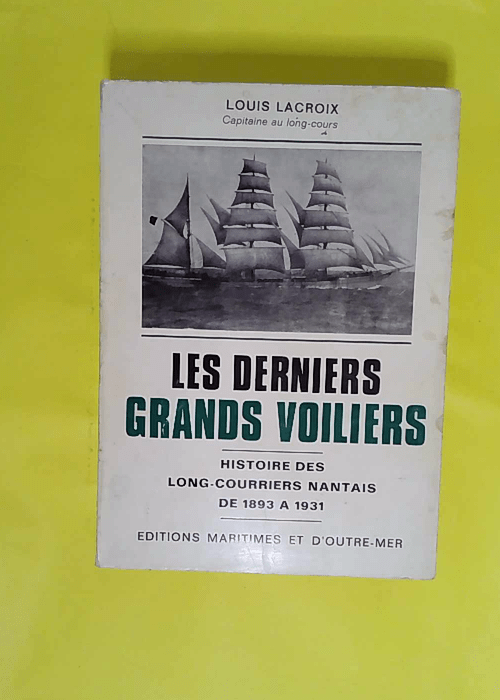 LOUIS LACROIX
Capitaine au long-cours
LES DERNIERS
GRANDS VOILIERS
HISTOIRE DES
LONG-COURRIERS NANTAIS
DE 1893 A 1931
EDITIONS MARITIMES ET D'OUTRE-MER